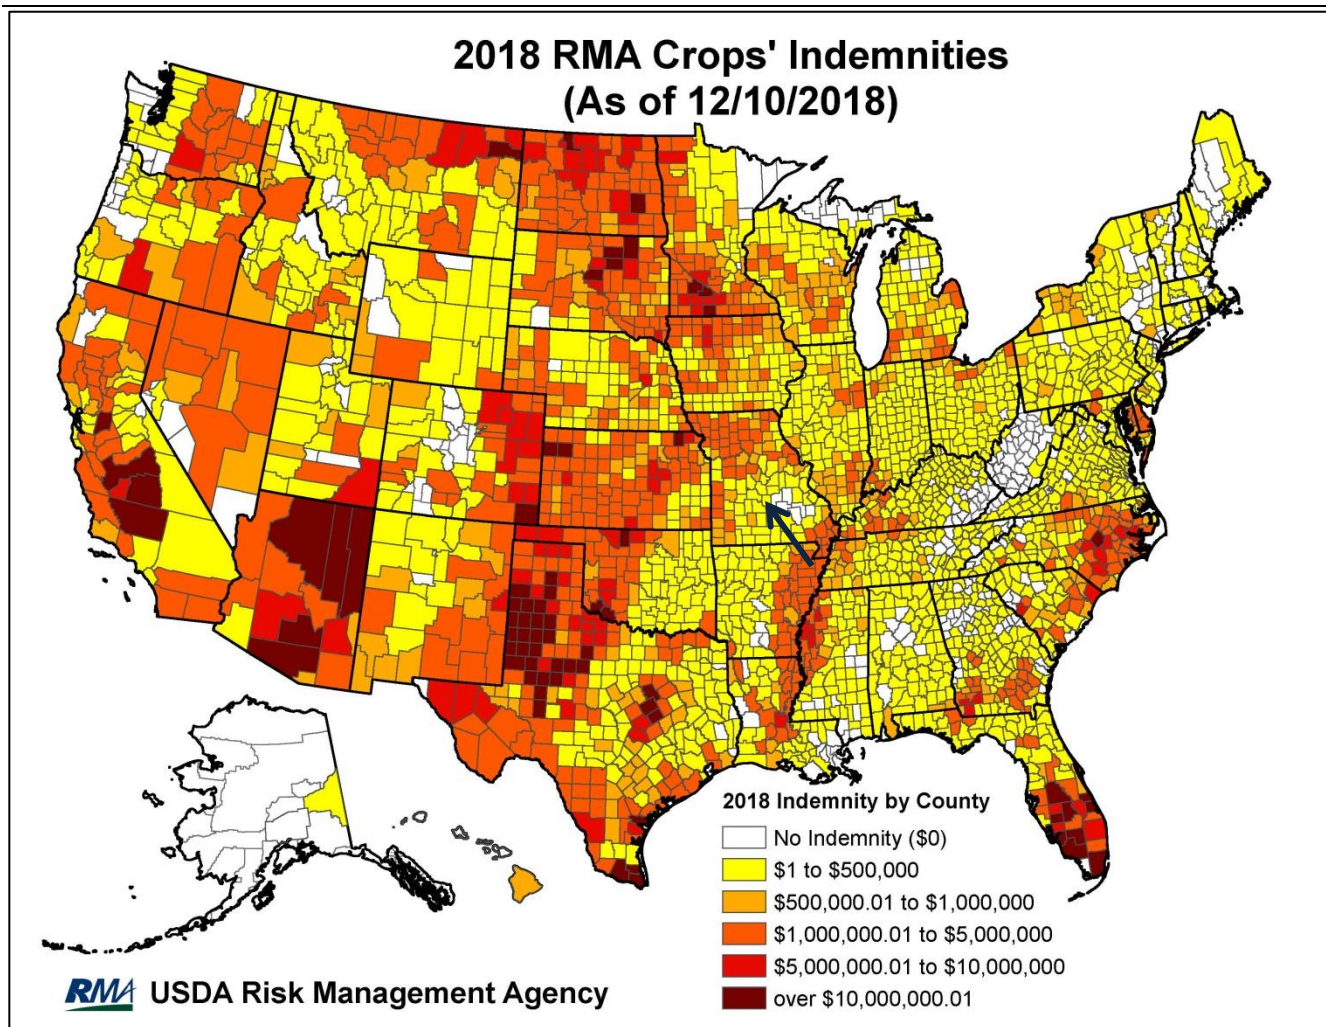 2018 RMA Crops' Indemnities
(As of 12/10/2018)
2018 Indemnity by County
No Indemnity ($0)
$1 to $500,000
$500,000.01 to $1,000,000
$1,000,000.01 to $5,000,000
$5,000,000.01 to $10,000,000
over $10,000,000.01
RMA USDA Risk Management Agency